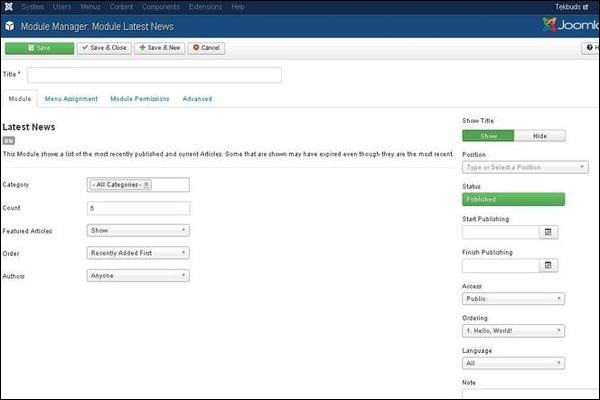 System Users Menus Content Components Extensions Help Tekbuds
Module Manager: Module Latest News Joomla
Save Save & Close Save & New Cancel
Title *
Module Menu Assignment Module Permissions Advanced
Latest News
Site
This Module shows a list of the most recently published and current Articles. Some that are shown may have expired even though they are the most recent.
Category - All Categories -
Count 5
Featured Articles Show
Order Recently Added First
Authors Anyone
Show Title
Show Hide
Position
Type or Select a Position
Status
Published
Start Publishing
Finish Publishing
Access
Public
Ordering
1. Hello, World!
Language
All
Note